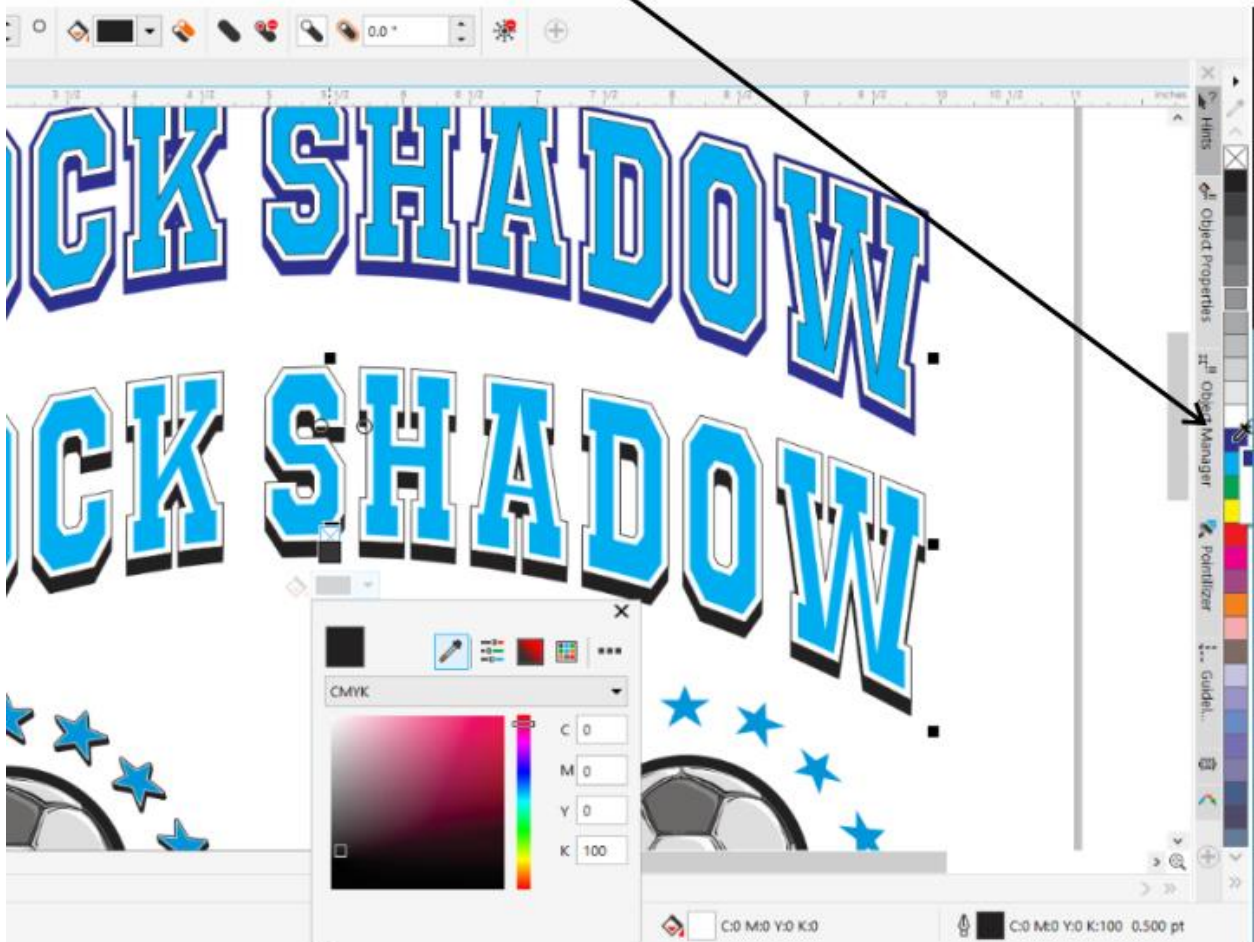 0.0 °
3 1/2 4 4 1/2 5 5 1/2 6 6 1/2 7 7 1/2 8 8 1/2 9 9 1/2 10 10 1/2 11 inches
Hints
OCK SHADOW
Object Properties
Object Manager
OCK SHADOW
Pointillizer
Guidel...
CMYK
C 0
M 0
Y 0
K 100
C:0 M:0 Y:0 K:0
C:0 M:0 Y:0 K:100 0.500 pt